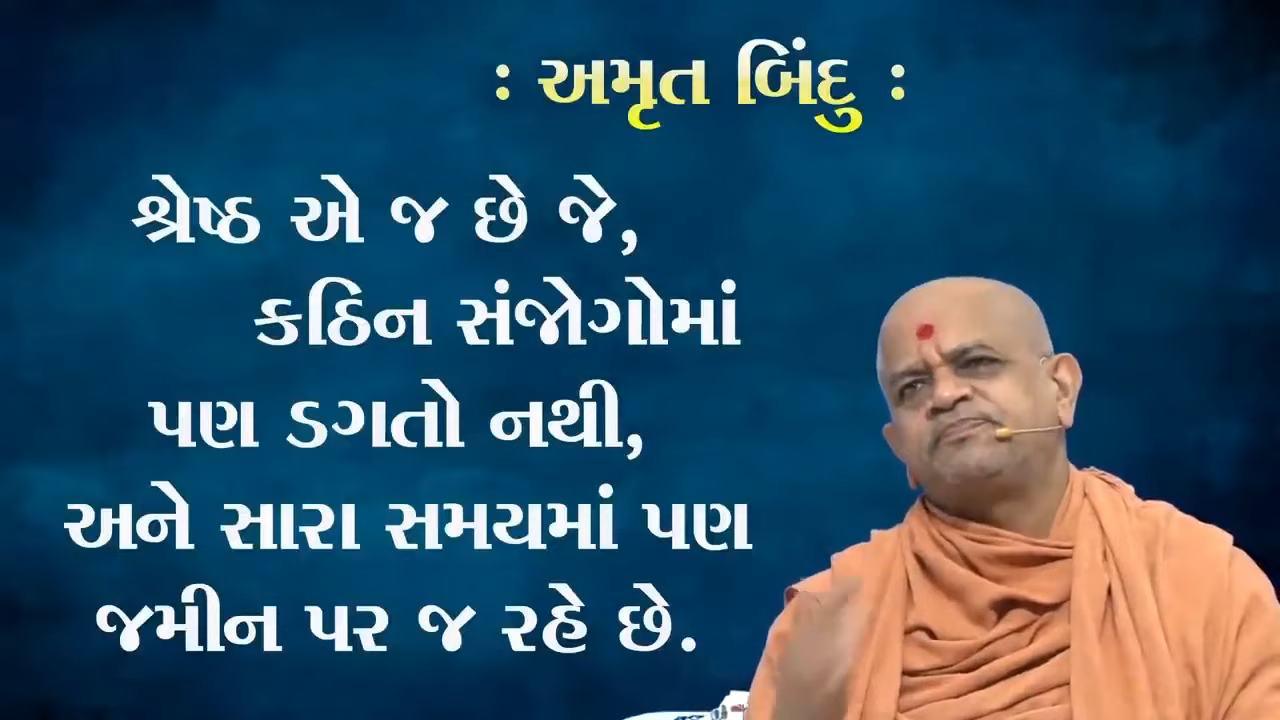 : અમૃત બિંદુ :
શ્રેષ્ઠ એ જ છે જે,
કઠિન સંજોગોમાં
પણ ડગતો નથી,
અને સારા સમયમાં પણ
જમીન પર જ રહે છે.